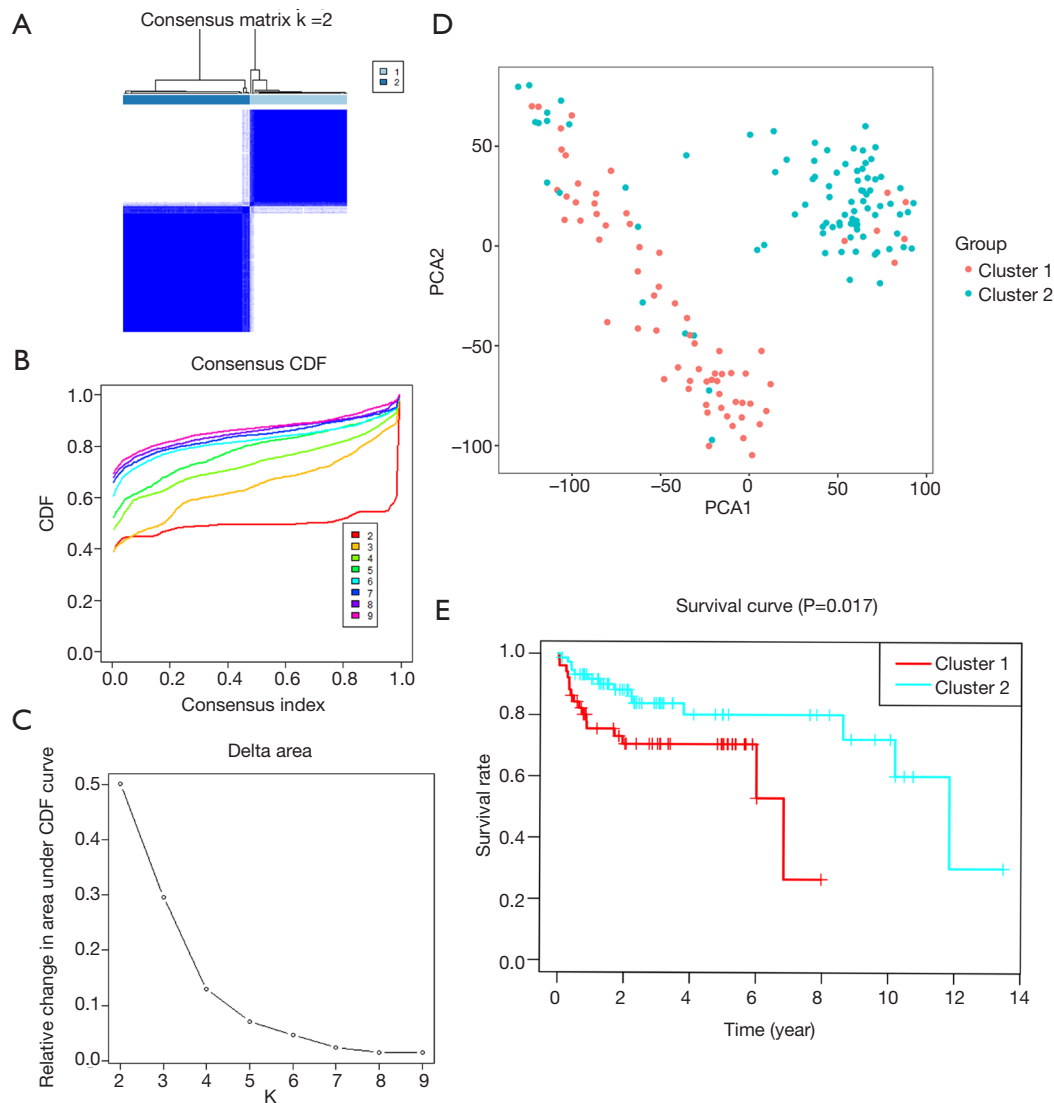 A
Consensus matrix k =2
1
2
B
Consensus CDF
CDF
1.0
0.8
0.6
0.4
0.2
0.0
2
3
4
5
6
7
8
9
0.0 0.2 0.4 0.6 0.8 1.0
Consensus index
C
Delta area
Relative change in area under CDF curve
0.5
0.4
0.3
0.2
0.1
0.0
2 3 4 5 6 7 8 9
K
D
PCA2
50
0
−50
−100
−100 −50 0 50 100
PCA1
Group
Cluster 1
Cluster 2
E
Survival curve (P=0.017)
Survival rate
1.0
0.8
0.6
0.4
0.2
0.0
Cluster 1
Cluster 2
0 2 4 6 8 10 12 14
Time (year)